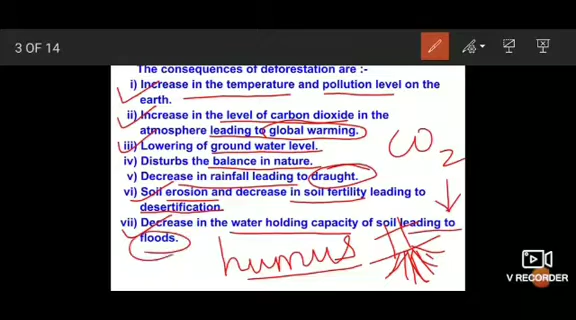 3 OF 14
The consequences of deforestation are :-
i) Increase in the temperature and pollution level on the
earth.
ii) Increase in the level of carbon dioxide in the
atmosphere leading to global warming.
iii) Lowering of ground water level.
iv) Disturbs the balance in nature.
v) Decrease in rainfall leading to draught.
vi) Soil erosion and decrease in soil fertility leading to
desertification.
vii) Decrease in the water holding capacity of soil leading to
floods.
CO2
humus
V RECORDER